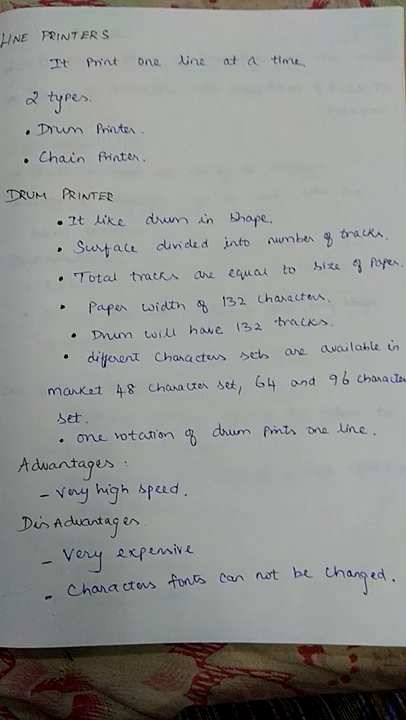 LINE PRINTERS
It Print one line at a time.
2 types.
• Drum Printer.
• Chain Printer.
DRUM PRINTER
• It like drum in shape.
• Surface divided into number of tracks.
• Total tracks are equal to size of Paper.
• Paper width of 132 characters.
• Drum will have 132 tracks.
• different Characters sets are available in
market 48 character set, 64 and 96 character
set.
• one rotation of drum prints one line.
Advantages :
- very high speed.
DisAdvantages
- Very expensive
- Characters fonts can not be changed.